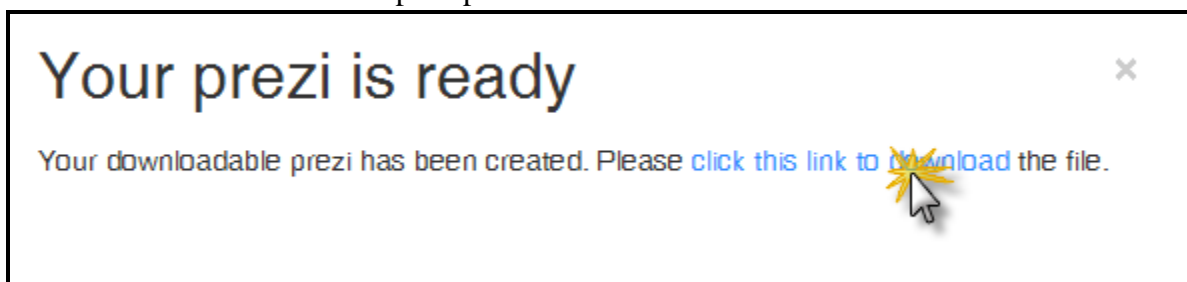 Your prezi is ready
×
Your downloadable prezi has been created. Please click this link to download the file.